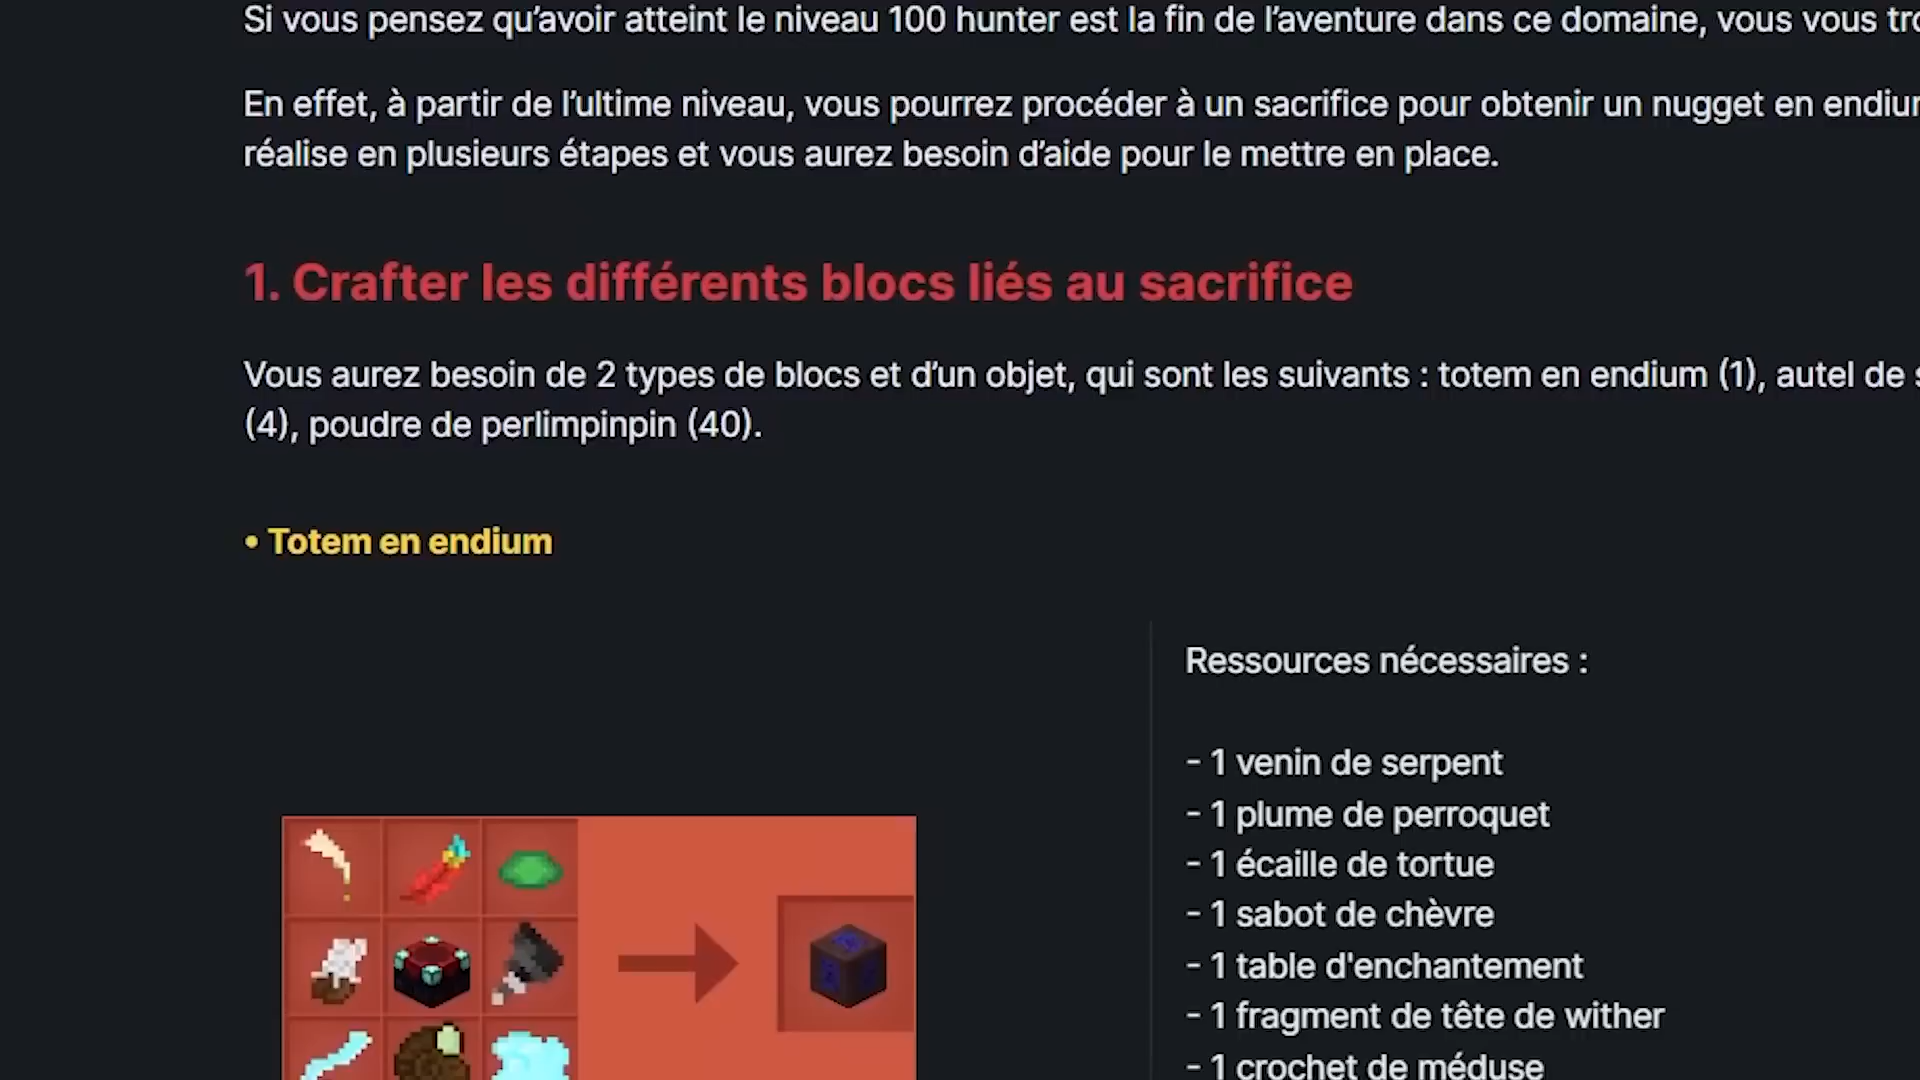 Si vous pensez qu’avoir atteint le niveau 100 hunter est la fin de l’aventure dans ce domaine, vous vous
En effet, à partir de l’ultime niveau, vous pourrez procéder à un sacrifice pour obtenir un nugget en
réalise en plusieurs étapes et vous aurez besoin d’aide pour le mettre en place.
1. Crafter les différents blocs liés au sacrifice
Vous aurez besoin de 2 types de blocs et d’un objet, qui sont les suivants : totem en endium (1), autel de
(4), poudre de perlimpinpin (40).
• Totem en endium
Ressources nécessaires :
- 1 venin de serpent
- 1 plume de perroquet
- 1 écaille de tortue
- 1 sabot de chèvre
- 1 table d'enchantement
- 1 fragment de tête de wither
- 1 crochet de méduse